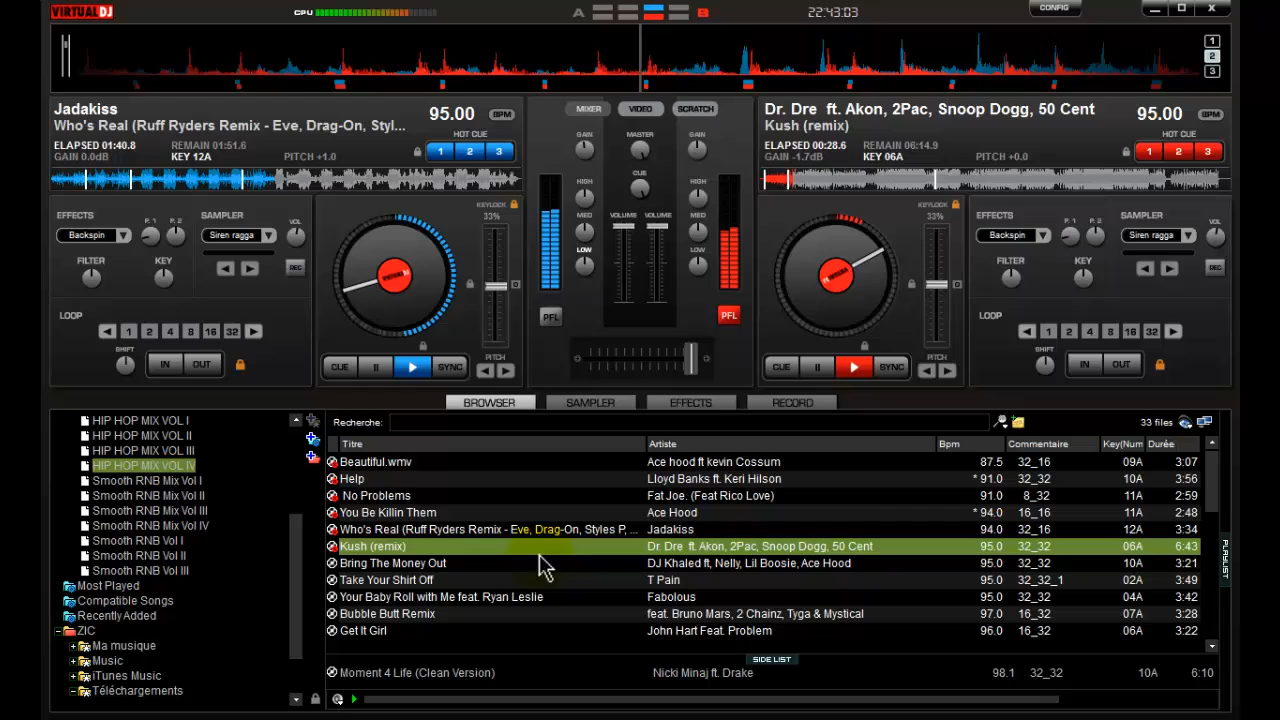 VIRTUAL DJ
CPU
A
B
22:43:03
CONFIG
1
2
3
Jadakiss
Who's Real (Ruff Ryders Remix - Eve, Drag-On, Styl...
95.00 BPM
HOT CUE
ELAPSED 01:40.8 REMAIN 01:51.6
GAIN 0.0dB KEY 12A PITCH +1.0
1 2 3
MIXER VIDEO SCRATCH
Dr. Dre ft. Akon, 2Pac, Snoop Dogg, 50 Cent
Kush (remix)
95.00 BPM
HOT CUE
ELAPSED 00:28.6 REMAIN 06:14.9
GAIN -1.7dB KEY 06A PITCH +0.0
1 2 3
EFFECTS
P. 1 P. 2
SAMPLER
VOL
Backspin
Siren ragga
FILTER
KEY
REC
LOOP
1 2 4 8 16 32
SHIFT
IN OUT
KEYLOCK
33%
CUE SYNC
PITCH
GAIN MASTER GAIN
CUE
HIGH HIGH
MED VOLUME VOLUME MED
LOW LOW
PFL PFL
KEYLOCK
33%
CUE SYNC
PITCH
EFFECTS
P. 1 P. 2
SAMPLER
VOL
Backspin
Siren ragga
FILTER
KEY
REC
LOOP
1 2 4 8 16 32
SHIFT
IN OUT
BROWSER SAMPLER EFFECTS RECORD
HIP HOP MIX VOL I
HIP HOP MIX VOL II
HIP HOP MIX VOL III
HIP HOP MIX VOL IV
Smooth RNB Mix Vol I
Smooth RNB Mix Vol II
Smooth RNB Mix Vol III
Smooth RNB Mix Vol IV
Smooth RNB Vol I
Smooth RNB Vol II
Smooth RNB Vol III
Most Played
Compatible Songs
Recently Added
ZIC
Ma musique
Music
iTunes Music
Téléchargements
Recherche:
33 files
Titre Artiste Bpm Commentaire Key(Num Durée
Beautiful.wmv Ace hood ft kevin Cossum 87.5 32_16 09A 3:07
Help Lloyd Banks ft. Keri Hilson * 91.0 32_32 10A 3:56
No Problems Fat Joe. (Feat Rico Love) 91.0 8_32 11A 2:59
You Be Killin Them Ace Hood * 94.0 16_16 11A 2:48
Who's Real (Ruff Ryders Remix - Eve, Drag-On, Styles P, ... Jadakiss 94.0 16_32 12A 3:34
Kush (remix) Dr. Dre ft. Akon, 2Pac, Snoop Dogg, 50 Cent 95.0 32_32 06A 6:43
Bring The Money Out DJ Khaled ft, Nelly, Lil Boosie, Ace Hood 95.0 32_32 10A 3:21
Take Your Shirt Off T Pain 95.0 32_32_1 02A 3:49
Your Baby Roll with Me feat. Ryan Leslie Fabolous 95.0 32_32 04A 3:42
Bubble Butt Remix feat. Bruno Mars, 2 Chainz, Tyga & Mystical 97.0 16_32 07A 3:28
Get It Girl John Hart Feat. Problem 96.0 16_32 06A 3:22
PLAYLIST
SIDE LIST
Moment 4 Life (Clean Version) Nicki Minaj ft. Drake 98.1 32_32 10A 6:10